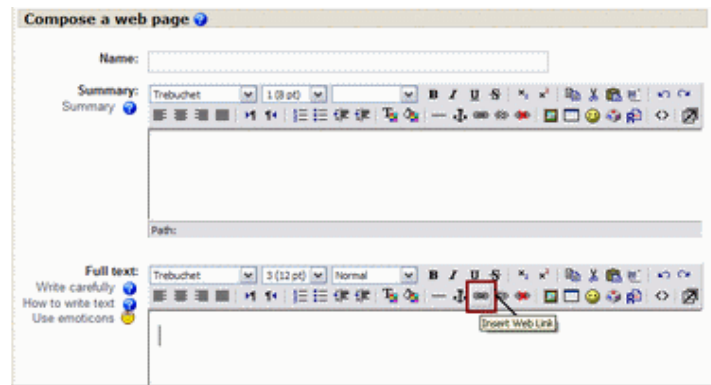 Compose a web page
Name:
Summary:
Trebuchet 1 (8 pt)
Summary
Path:
Full text:
Trebuchet 3 (12 pt) Normal
Write carefully
How to write text
Use emoticons
Insert Web Link